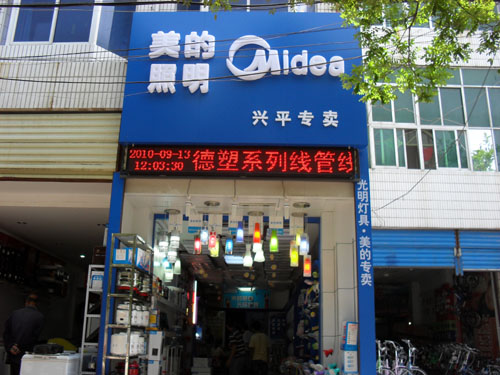 美的
照明
Midea
兴平专卖
2010-09-13
12:03:30
德塑系列线管线
光明灯具·美的专卖